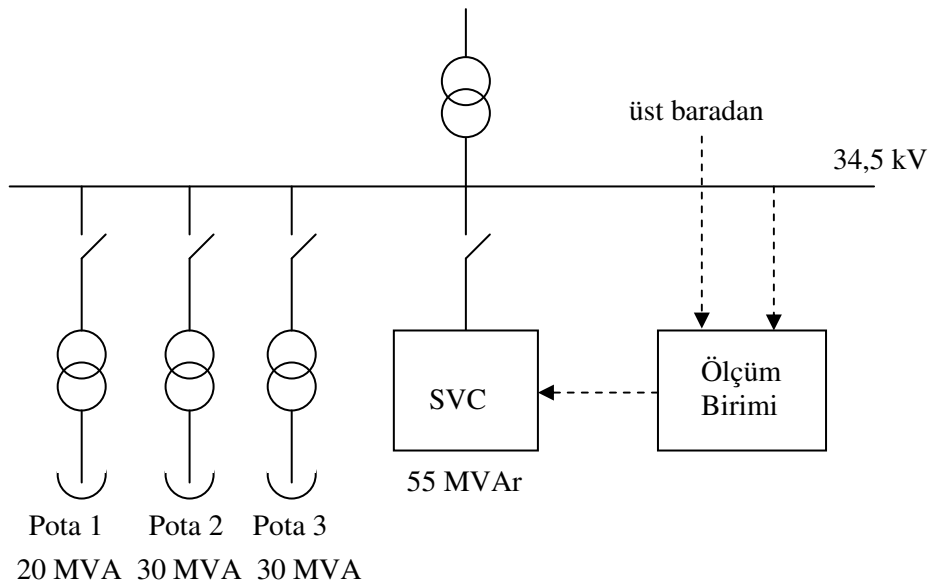 üst baradan
34,5 kV
SVC
Ölçüm
Birimi
55 MVAr
Pota 1 Pota 2 Pota 3
20 MVA 30 MVA 30 MVA